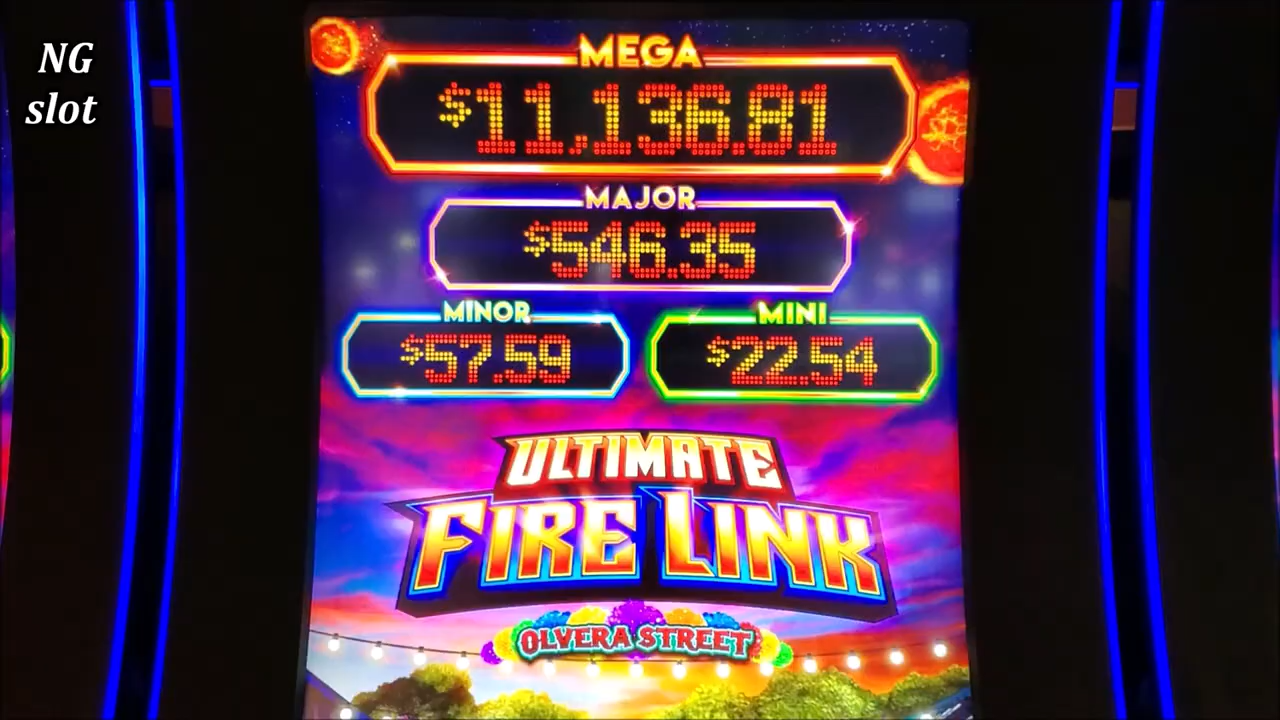 NG
slot
MEGA
$11,136.81
MAJOR
$546.35
MINOR
$57.59
MINI
$22.54
ULTIMATE
FIRE LINK
OLVERA STREET